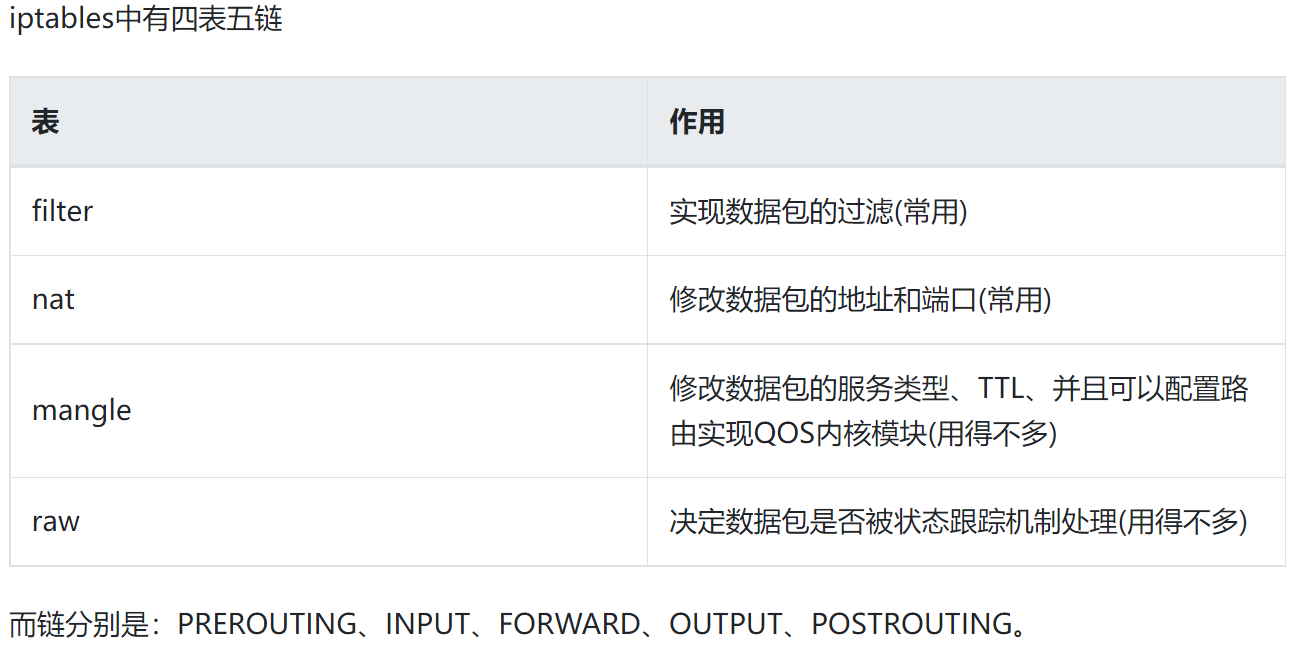 iptables中有四表五链
表 作用
filter 实现数据包的过滤(常用)
nat 修改数据包的地址和端口(常用)
mangle 修改数据包的服务类型、TTL、并且可以配置路
由实现QOS内核模块(用得不多)
raw 决定数据包是否被状态跟踪机制处理(用得不多)
而链分别是：PREROUTING、INPUT、FORWARD、OUTPUT、POSTROUTING。